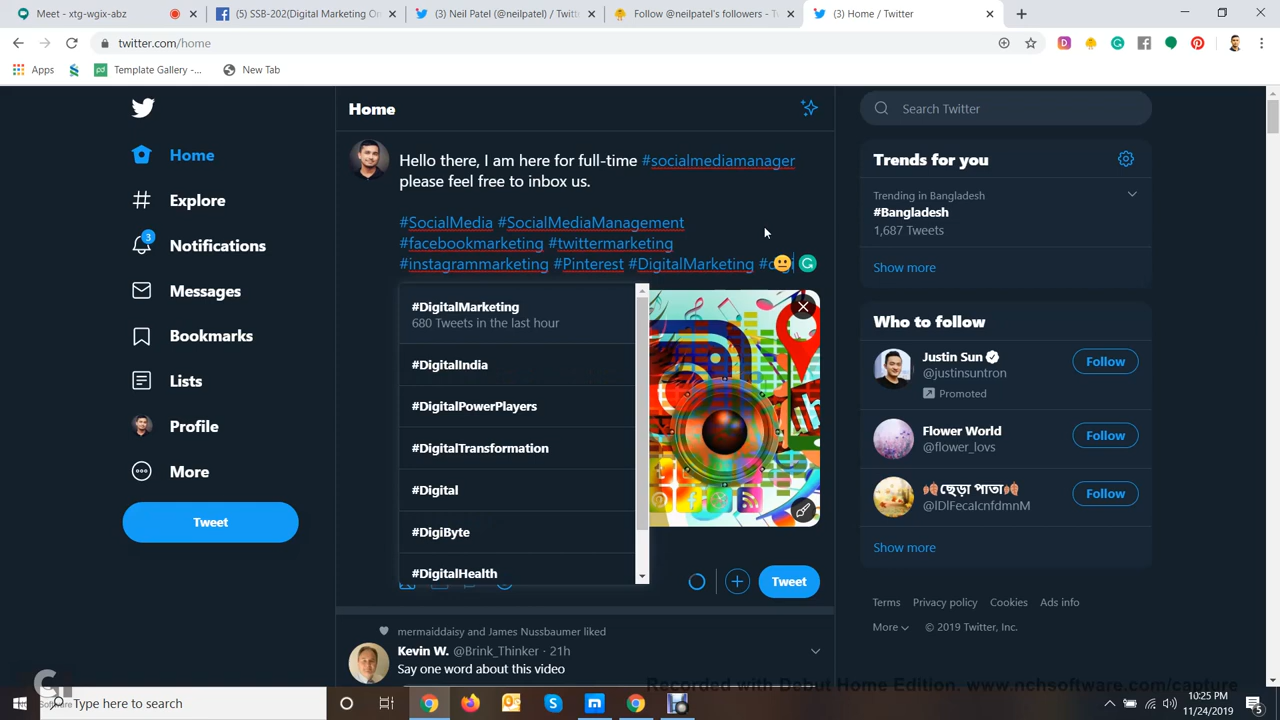 Meet - xtg-wgix-abz
(5) SSB-202(Digital Marketing On
(3) Neil Patel (@neilpatel) / Twitte
Follow @neilpatel's followers - Tw
(3) Home / Twitter
twitter.com/home
Apps
Template Gallery -...
New Tab
Home
Explore
3
Notifications
Messages
Bookmarks
Lists
Profile
More
Tweet
Home
Hello there, I am here for full-time #socialmediamanager
please feel free to inbox us.
#SocialMedia #SocialMediaManagement
#facebookmarketing #twittermarketing
#instagrammarketing #Pinterest #DigitalMarketing
#DigitalMarketing
680 Tweets in the last hour
#DigitalIndia
#DigitalPowerPlayers
#DigitalTransformation
#Digital
#DigiByte
#DigitalHealth
Tweet
mermaiddaisy and James Nussbaumer liked
Kevin W. @Brink_Thinker · 21h
Say one word about this video
Search Twitter
Trends for you
Trending in Bangladesh
#Bangladesh
1,687 Tweets
Show more
Who to follow
Justin Sun
@justinsuntron
Follow
Promoted
Flower World
@flower_lovs
Follow
ছেড়া পাতা
@IDlFecaIcnfdmnM
Follow
Show more
Terms Privacy policy Cookies Ads info
More © 2019 Twitter, Inc.
Recorded with Debut Home Edition. www.nchsoftware.com/capture
Type here to search
10:25 PM
11/24/2019
5